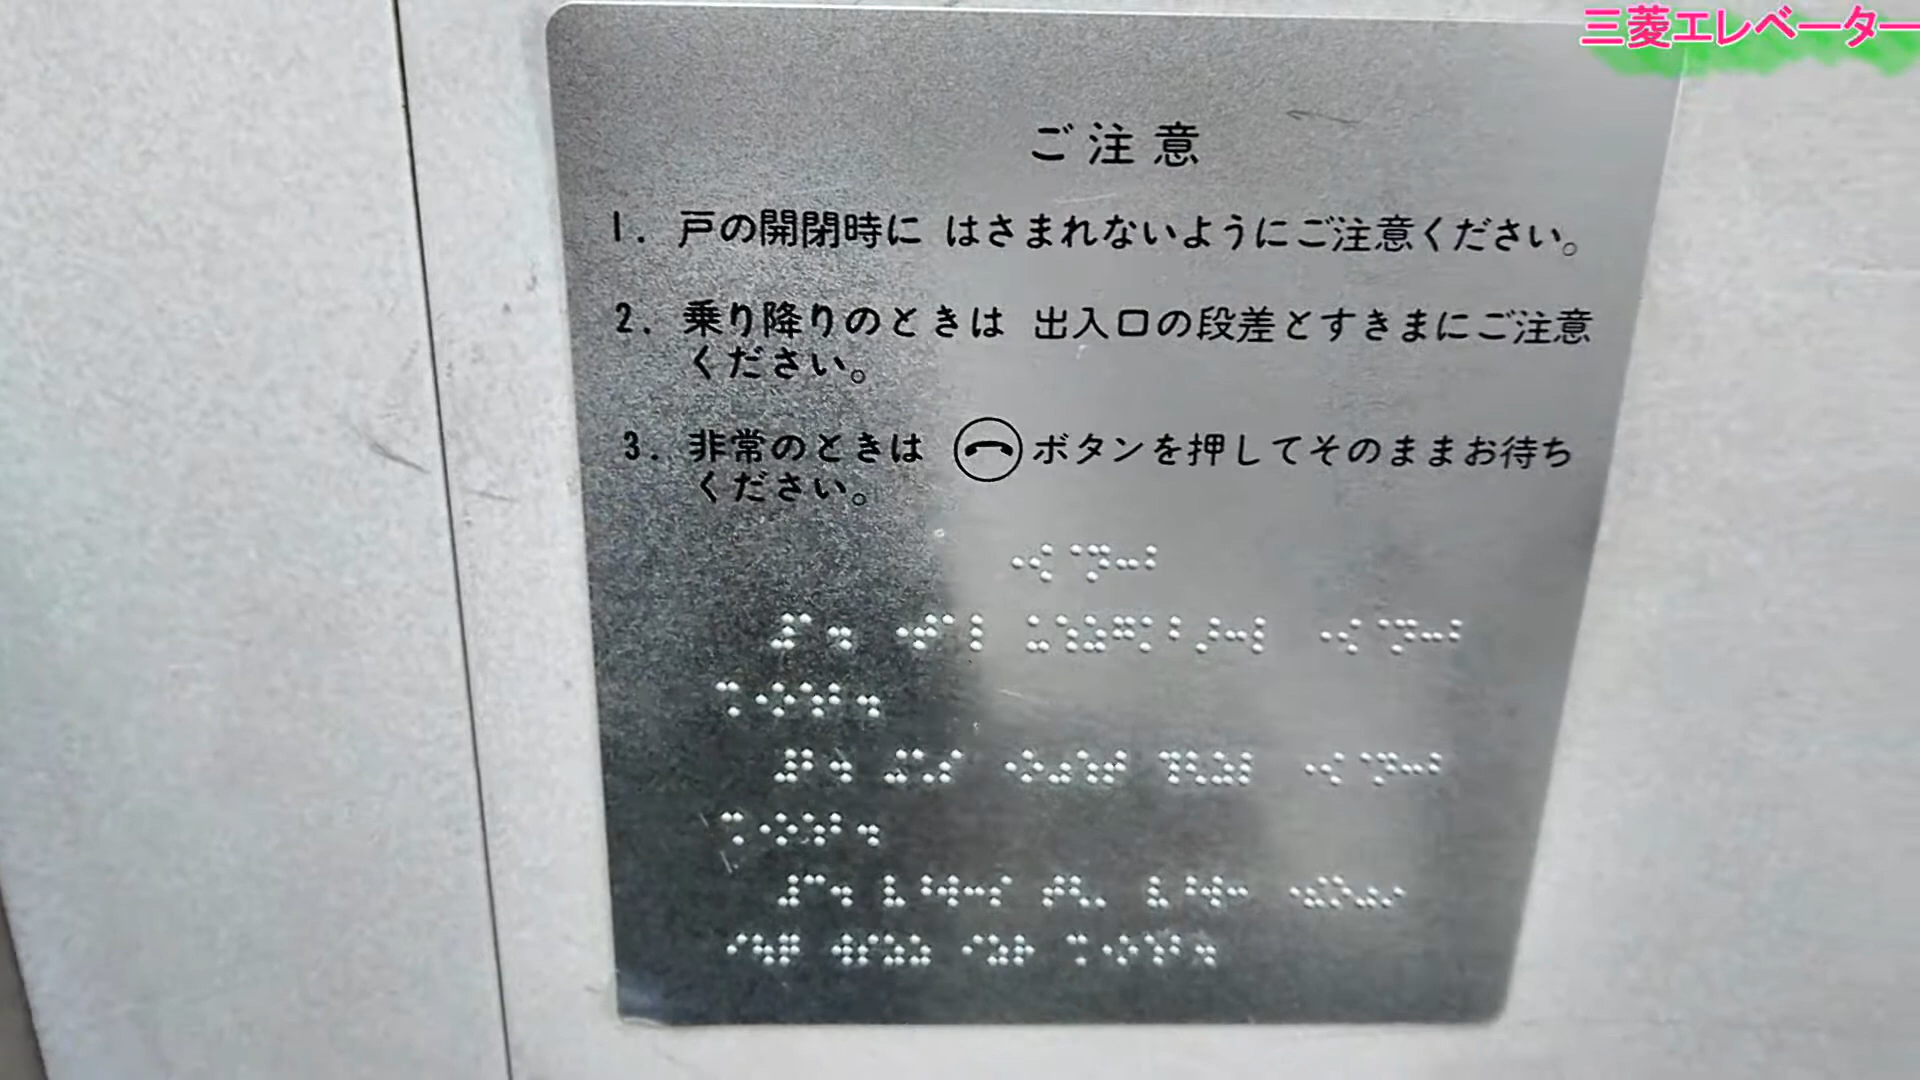 三菱エレベーター
ご注意
1. 戸の開閉時に はさまれないようにご注意ください。
2. 乗り降りのときは 出入口の段差とすきまにご注意
ください。
3. 非常のときは ボタンを押してそのままお待ち
ください。